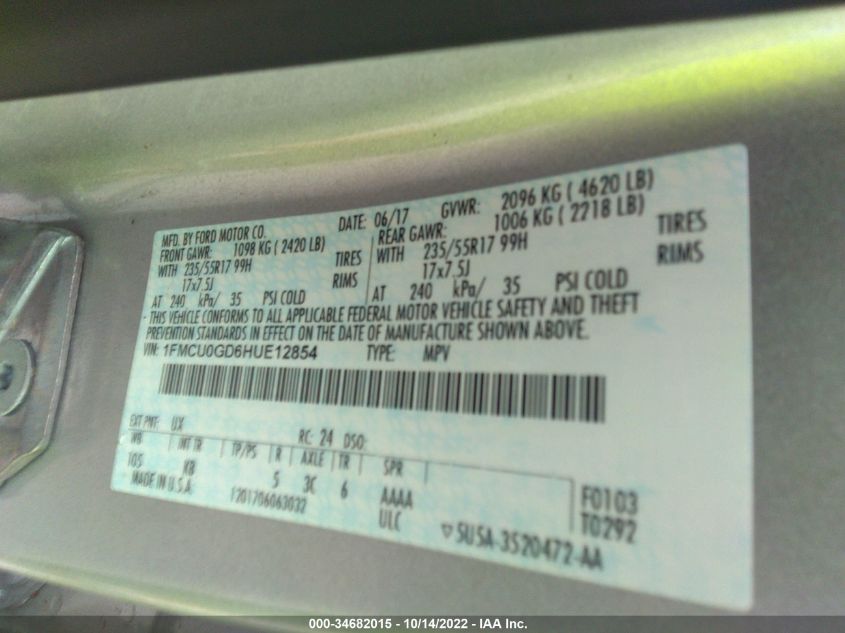 MFD. BY FORD MOTOR CO.
DATE: 06/17 GVWR: 2096 KG ( 4620 LB)
FRONT GAWR: 1098 KG ( 2420 LB)
WITH 235/55R17 99H TIRES
17x7.5J RIMS
AT 240 kPa/ 35 PSI COLD
REAR GAWR: 1006 KG ( 2218 LB)
WITH 235/55R17 99H TIRES
17x7.5J RIMS
AT 240 kPa/ 35 PSI COLD
THIS VEHICLE CONFORMS TO ALL APPLICABLE FEDERAL MOTOR VEHICLE SAFETY AND THEFT
PREVENTION STANDARDS IN EFFECT ON THE DATE OF MANUFACTURE SHOWN ABOVE.
VIN: 1FMCU0GD6HUE12854 TYPE: MPV
EXT PNT: UX RC: 24 DSO:
WB INT TR TP/PS R AXLE TR SPR
105 K8 5 3C 6 AAAA F0103
MADE IN U.S.A. 1201706063032 ULC T0292
▽ 5U5A-3520472-AA
000-34682015 - 10/14/2022 - IAA Inc.